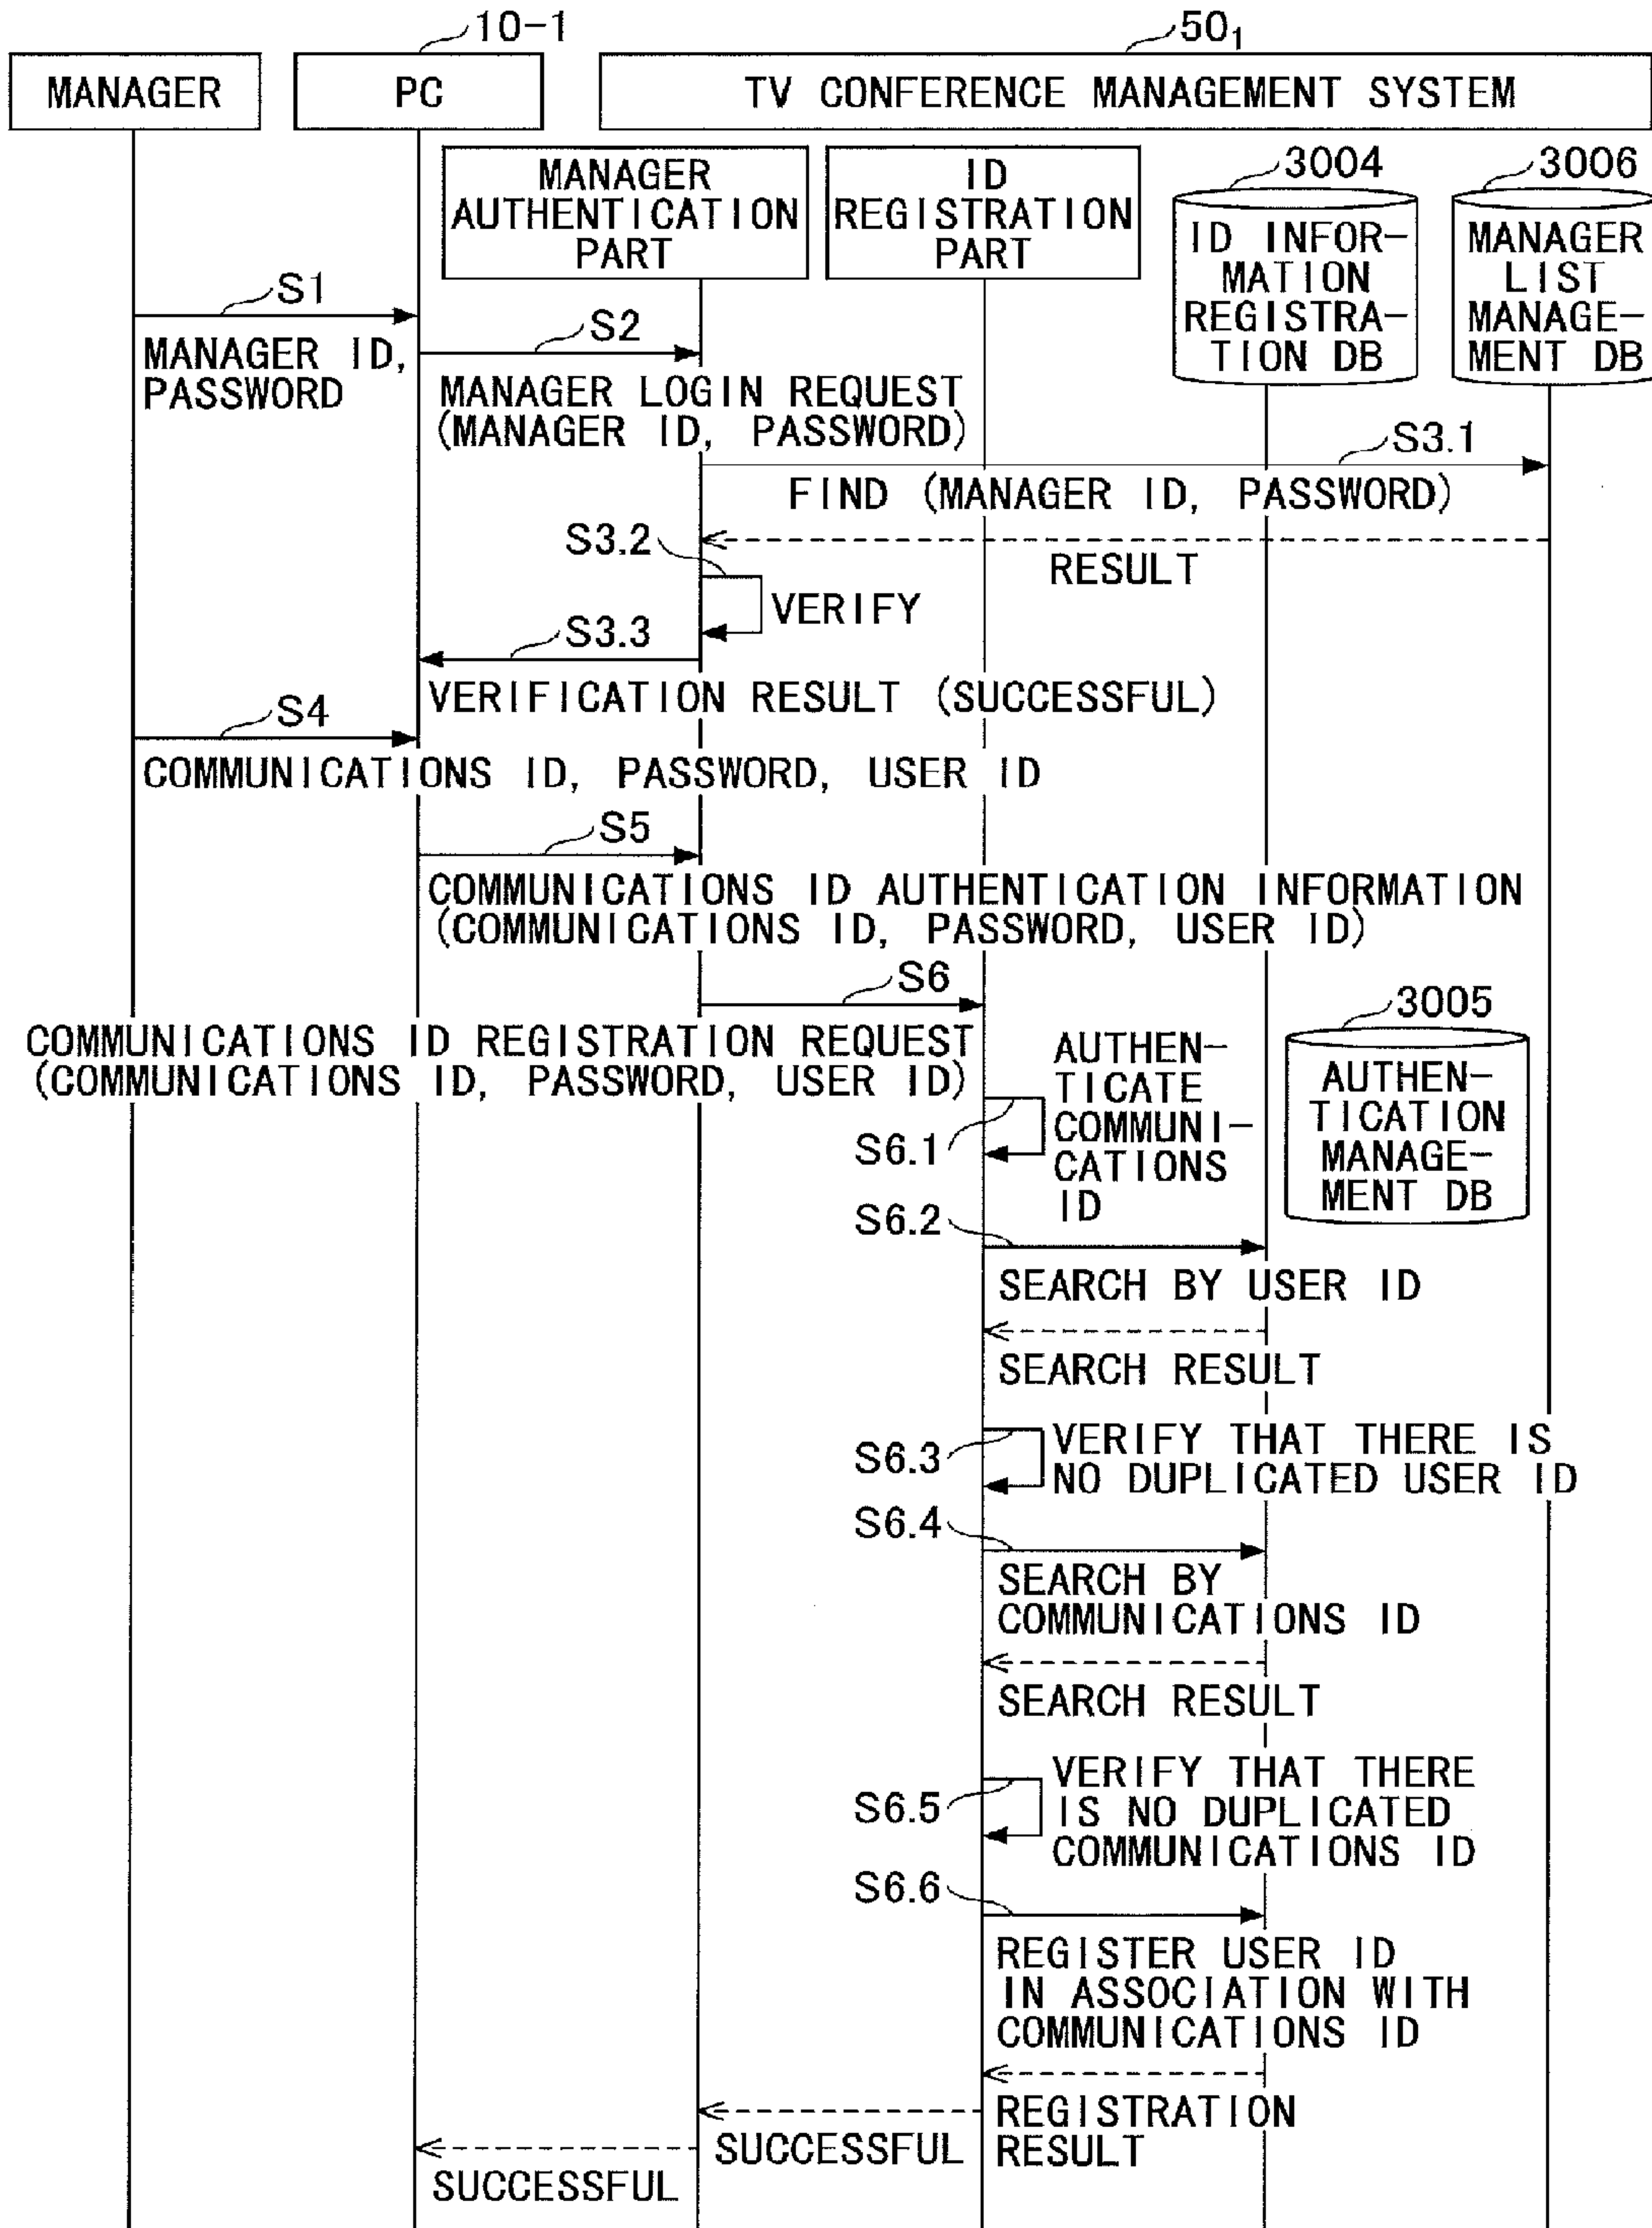 10-1
50₁
MANAGER
PC
TV CONFERENCE MANAGEMENT SYSTEM
MANAGER
AUTHENTICATION
PART
ID
REGISTRATION
PART
3004
ID INFOR-
MATION
REGISTRA-
TION DB
3006
MANAGER
LIST
MANAGE-
MENT DB
S1
MANAGER ID,
PASSWORD
S2
MANAGER LOGIN REQUEST
(MANAGER ID, PASSWORD)
S3.1
FIND (MANAGER ID, PASSWORD)
RESULT
S3.2
VERIFY
S3.3
VERIFICATION RESULT (SUCCESSFUL)
S4
COMMUNICATIONS ID, PASSWORD, USER ID
S5
COMMUNICATIONS ID AUTHENTICATION INFORMATION
(COMMUNICATIONS ID, PASSWORD, USER ID)
S6
COMMUNICATIONS ID REGISTRATION REQUEST
(COMMUNICATIONS ID, PASSWORD, USER ID)
3005
AUTHEN-
TICATION
MANAGE-
MENT DB
S6.1
AUTHEN-
TICATE
COMMUNI-
CATIONS
ID
S6.2
SEARCH BY USER ID
SEARCH RESULT
S6.3
VERIFY THAT THERE IS
NO DUPLICATED USER ID
S6.4
SEARCH BY
COMMUNICATIONS ID
SEARCH RESULT
S6.5
VERIFY THAT THERE
IS NO DUPLICATED
COMMUNICATIONS ID
S6.6
REGISTER USER ID
IN ASSOCIATION WITH
COMMUNICATIONS ID
REGISTRATION
RESULT
SUCCESSFUL
SUCCESSFUL